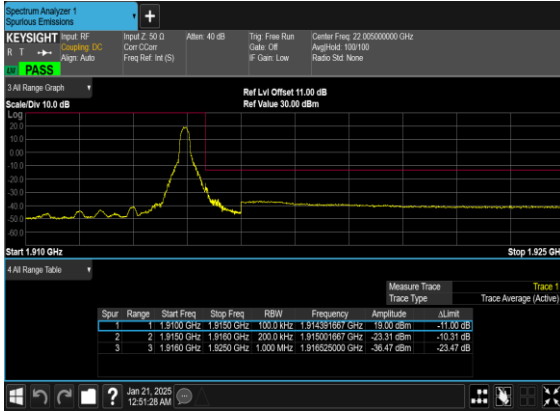 Spectrum Analyzer 1
Spurious Emissions
+
KEYSIGHT Input: RF Input Z: 50 Ω Atten: 40 dB Trig: Free Run Center Freq: 22.005000000 GHz
R T Coupling: DC Corr CCorr Gate: Off Avg|Hold: 100/100
Align: Auto Freq Ref: Int (S) IF Gain: Low Radio Std: None
PASS
3 All Range Graph Ref Lvl Offset 11.00 dB
Scale/Div 10.0 dB Ref Value 30.00 dBm
Log
20.0
10.0
0.00
-10.0
-20.0
-30.0
-40.0
-50.0
-60.0
Start 1.910 GHz Stop 1.925 GH
4 All Range Table
Measure Trace Trace 1
Trace Type Trace Average (Active)
Spur Range Start Freq Stop Freq RBW Frequency Amplitude ΔLimit
1 1 1.9100 GHz 1.9150 GHz 100.0 kHz 1.914391667 GHz 19.00 dBm -11.00 dB
2 2 1.9150 GHz 1.9160 GHz 200.0 kHz 1.915001667 GHz -23.31 dBm -10.31 dB
3 3 1.9160 GHz 1.9250 GHz 1.000 MHz 1.916525000 GHz -36.47 dBm -23.47 dB
? Jan 21, 2025
12:51:28 AM